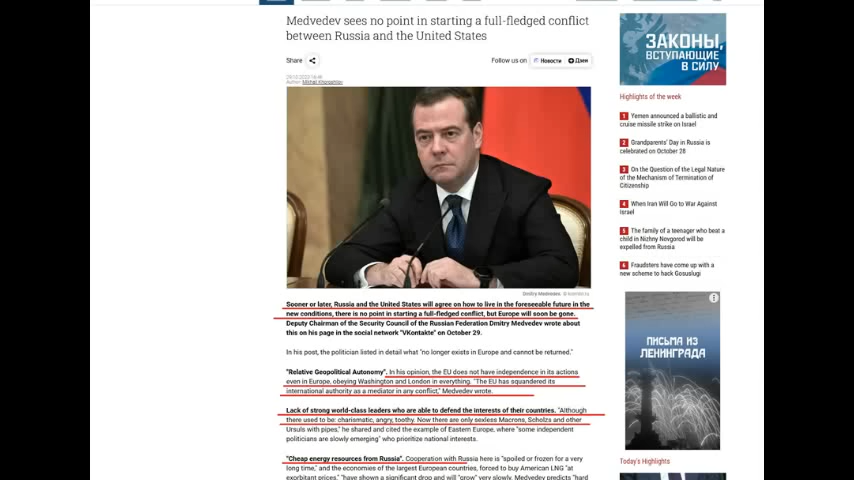 Medvedev sees no point in starting a full-fledged conflict
between Russia and the United States
Share
Follow us on
Новости
Дзен
Author: Mikhail Khorashilov
Dmitry Medvedev.
Sooner or later, Russia and the United States will agree on how to live in the foreseeable future in the
new conditions, there is no point in starting a full-fledged conflict, but Europe will soon be gone.
Deputy Chairman of the Security Council of the Russian Federation Dmitry Medvedev wrote about
this on his page in the social network "VKontakte" on October 29.
In his post, the politician listed in detail what "no longer exists in Europe and cannot be returned."
"Relative Geopolitical Autonomy". In his opinion, the EU does not have independence in its actions
even in Europe, obeying Washington and London in everything. "The EU has squandered its
international authority as a mediator in any conflict," Medvedev wrote.
Lack of strong world-class leaders who are able to defend the interests of their countries. "Although
there used to be: charismatic, angry, toothy. Now there are only sexless Macrons, Scholzs and other
Ursuls with pipes," he shared and cited the example of Eastern Europe, where "some independent
politicians are slowly emerging" who prioritize national interests.
"Cheap energy resources from Russia". Cooperation with Russia here is "spoiled or frozen for a very
long time," and the economies of the largest European countries, forced to buy American LNG "at
exorbitant prices," "have shown a significant drop and will "grow" very slowly. Medvedev predicts "hard
ЗАКОНЫ,
ВСТУПАЮЩИЕ
В СИЛУ
Highlights of the week
1 Yemen announced a ballistic and
cruise missile strike on Israel
2 Grandparents' Day in Russia is
celebrated on October 28
3 On the Question of the Legal Nature
of the Mechanism of Termination of
Citizenship
4 When Iran Will Go to War Against
Israel
5 The family of a teenager who beat a
child in Nizhny Novgorod will be
expelled from Russia
6 Fraudsters have come up with a
new scheme to hack Gosuslugi
ПИСЬМА ИЗ
ЛЕНИНГРАДА
Today's Highlights